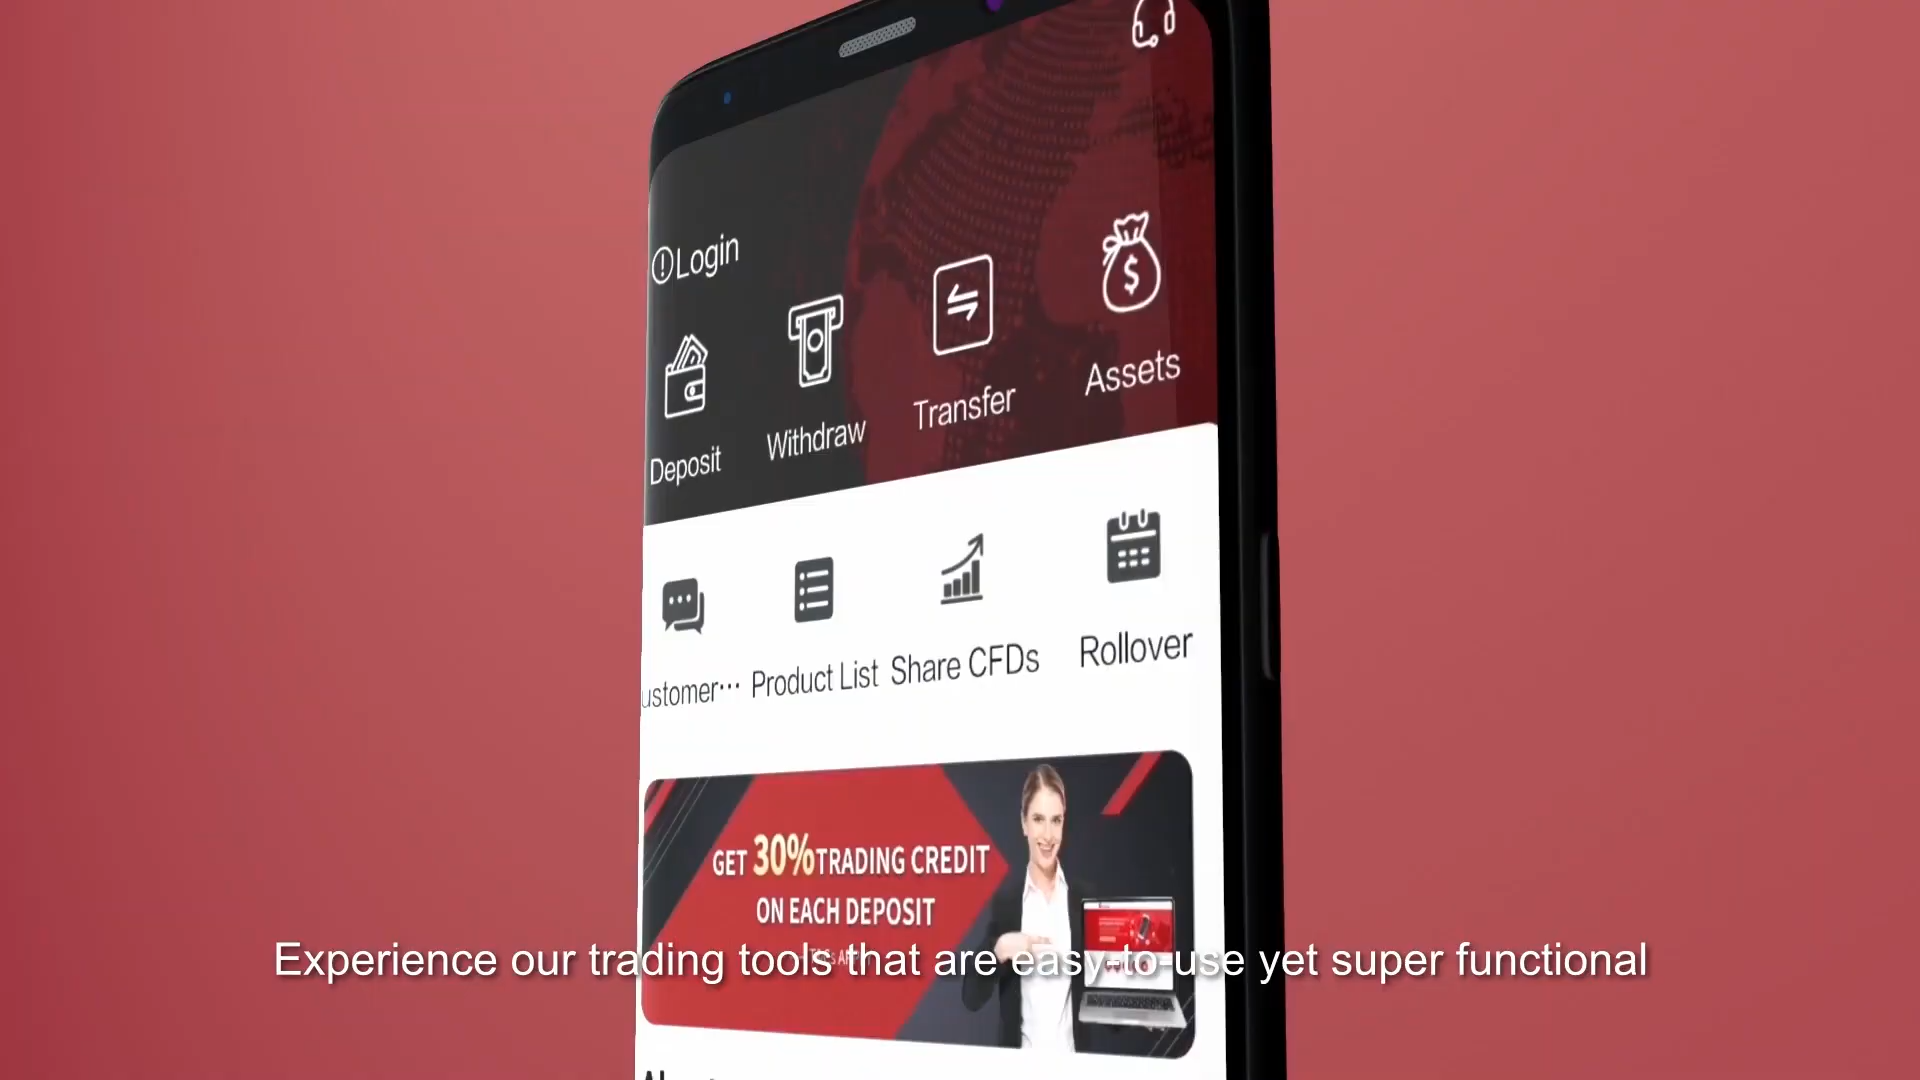 Login
Deposit
Withdraw
Transfer
Assets
ustomer…
Product List
Share CFDs
Rollover
GET 30% TRADING CREDIT
ON EACH DEPOSIT
Experience our trading tools that are easy-to-use yet super functional